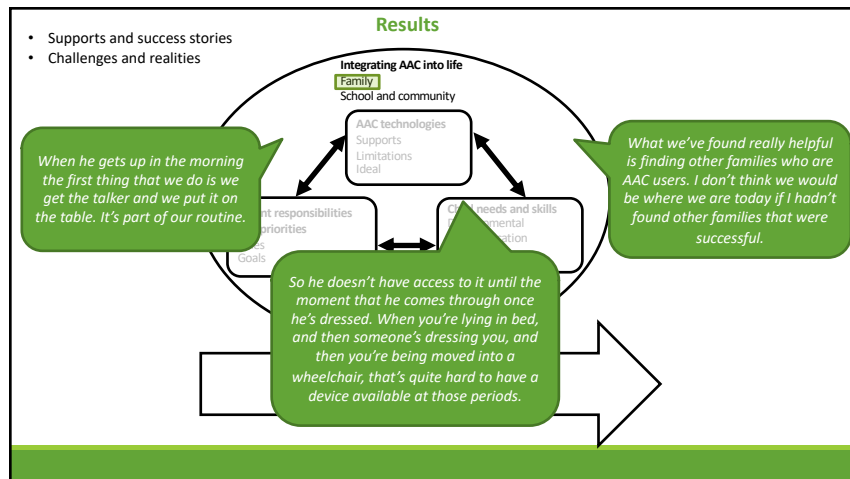 Results
• Supports and success stories
• Challenges and realities
Integrating AAC into life
Family
School and community
AAC technologies
Supports
Limitations
Ideal
When he gets up in the morning
the first thing that we do is we
get the talker and we put it on
the table. It’s part of our routine.
What we’ve found really helpful
is finding other families who are
AAC users. I don’t think we would
be where we are today if I hadn’t
found other families that were
successful.
responsibilities
Goals
needs and skills
So he doesn’t have access to it until the
moment that he comes through once
he’s dressed. When you’re lying in bed,
and then someone’s dressing you, and
then you’re being moved into a
wheelchair, that’s quite hard to have a
device available at those periods.